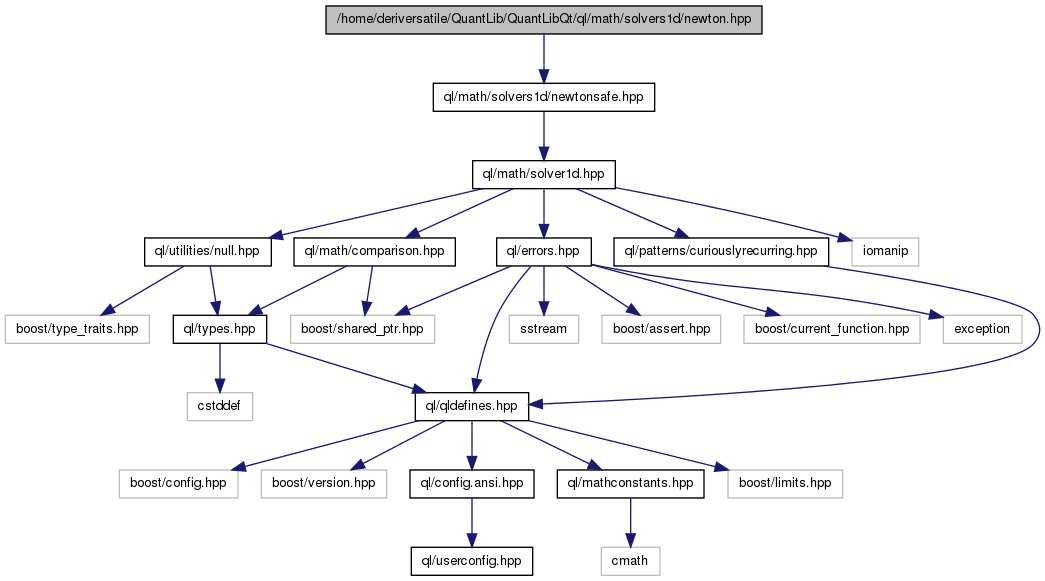 /home/deriversatile/QuantLib/QuantLibQt/ql/math/solvers1d/newton.hpp
ql/math/solvers1d/newtonsafe.hpp
ql/math/solver1d.hpp
ql/utilities/null.hpp
ql/math/comparison.hpp
ql/errors.hpp
ql/patterns/curiouslyrecurring.hpp
iomanip
boost/type_traits.hpp
ql/types.hpp
boost/shared_ptr.hpp
sstream
boost/assert.hpp
boost/current_function.hpp
exception
cstddef
ql/qldefines.hpp
boost/config.hpp
boost/version.hpp
ql/config.ansi.hpp
ql/mathconstants.hpp
boost/limits.hpp
ql/userconfig.hpp
cmath